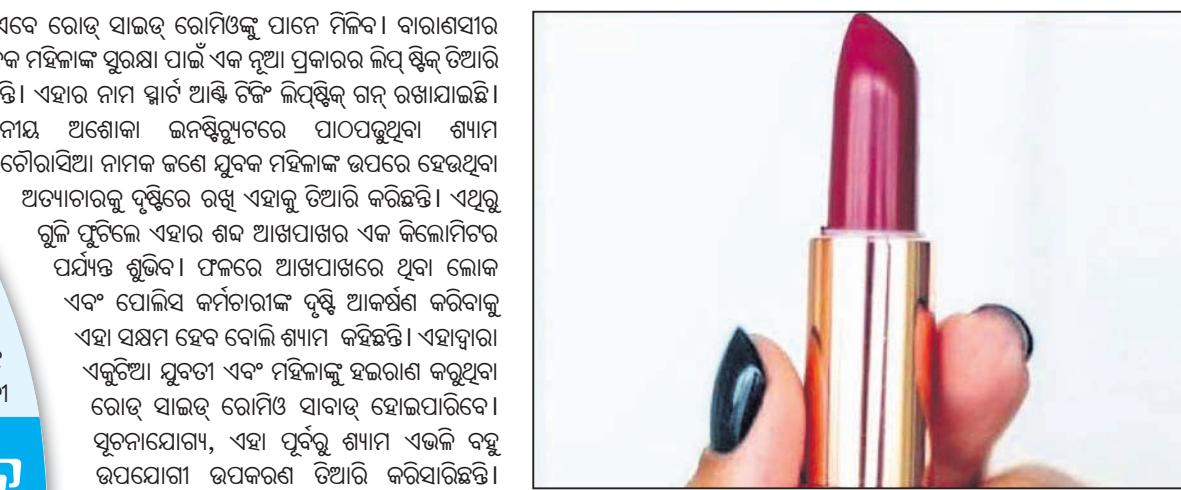 ଏବେ ରୋଡ୍ ସାଇଡ୍ ରୋମିଓଙ୍କୁ ପାନେ ମିଳିବ। ବାରାଣସୀର
ମହିଳାଙ୍କ ସୁରକ୍ଷା ପାଇଁ ଏକ ନୂଆ ପ୍ରକାରର ଲିପ୍ ଷ୍ଟିକ୍ ତିଆରି
ଏହାର ନାମ ସ୍ମାର୍ଟ ଆଣ୍ଟି ଟିଜିଂ ଲିପ୍‌ଷ୍ଟିକ୍ ଗନ୍ ରଖାଯାଇଛି।
ଅଶୋକା ଇନଷ୍ଟିଚ୍ୟୁଟରେ ପାଠପଢୁଥିବା ଶ୍ୟାମ
ଚୌରାସିଆ ନାମକ ଜଣେ ଯୁବକ ମହିଳାଙ୍କ ଉପରେ ହେଉଥିବା
ଅତ୍ୟାଚାରକୁ ଦୃଷ୍ଟିରେ ରଖି ଏହାକୁ ତିଆରି କରିଛନ୍ତି। ଏଥିରୁ
ଗୁଳି ଫୁଟିଲେ ଏହାର ଶବ୍ଦ ଆଖପାଖର ଏକ କିଲୋମିଟର
ପର୍ଯ୍ୟନ୍ତ ଶୁଭିବ। ଫଳରେ ଆଖପାଖରେ ଥିବା ଲୋକ
ଏବଂ ପୋଲିସ କର୍ମଚାରୀଙ୍କ ଦୃଷ୍ଟି ଆକର୍ଷଣ କରିବାକୁ
ଏହା ସକ୍ଷମ ହେବ ବୋଲି ଶ୍ୟାମ କହିଛନ୍ତି। ଏହାଦ୍ୱାରା
ଏକୁଟିଆ ଯୁବତୀ ଏବଂ ମହିଳାଙ୍କୁ ହଇରାଣ କରୁଥିବା
ରୋଡ୍ ସାଇଡ୍ ରୋମିଓ ସାବାଡ୍ ହୋଇପାରିବେ।
ସୂଚନାଯୋଗ୍ୟ, ଏହା ପୂର୍ବରୁ ଶ୍ୟାମ ଏଭଳି ବହୁ
ଉପଯୋଗୀ ଉପକରଣ ତିଆରି କରିସାରିଛନ୍ତି।